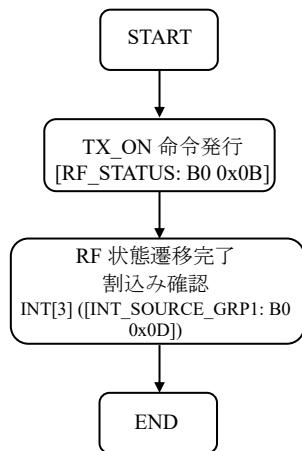 START
TX_ON 命令発行
[RF_STATUS: B0 0x0B]
RF 状態遷移完了
割込み確認
INT[3] ([INT_SOURCE_GRP1: B0
0x0D])
END